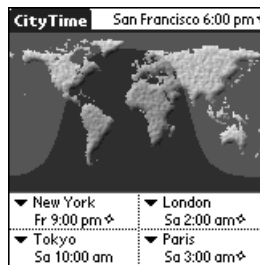 CityTime San Francisco 6:00 pm
New York London
Fr 9:00 pm Sa 2:00 am
Tokyo Paris
Sa 10:00 am Sa 3:00 am